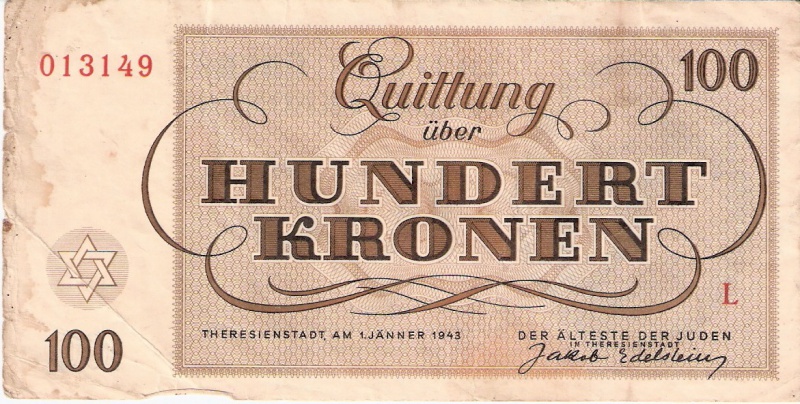 013149
100
Quittung
über
HUNDERT
KRONEN
L
THERESIENSTADT, AM 1. JÄNNER 1943
DER ÄLTESTE DER JUDEN
IN THERESIENSTADT
Jakob Edelstein
100